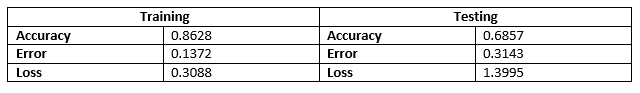 Training Testing
Accuracy 0.8628 Accuracy 0.6857
Error 0.1372 Error 0.3143
Loss 0.3088 Loss 1.3995